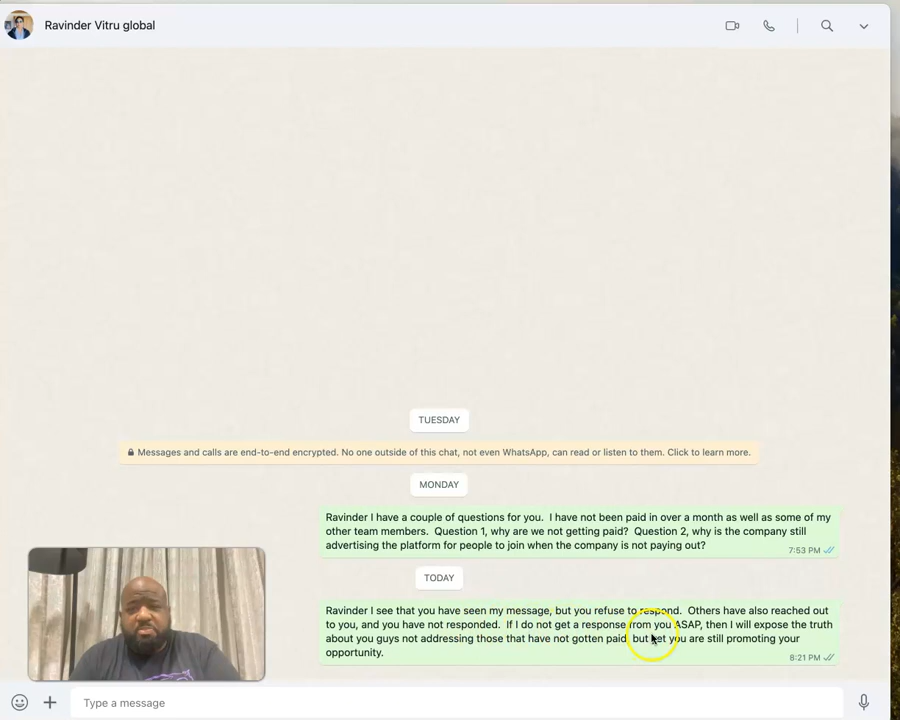 Ravinder Vitru global
TUESDAY
Messages and calls are end-to-end encrypted. No one outside of this chat, not even WhatsApp, can read or listen to them. Click to learn more.
MONDAY
Ravinder I have a couple of questions for you.  I have not been paid in over a month as well as some of my
other team members.  Question 1, why are we not getting paid?  Question 2, why is the company still
advertising the platform for people to join when the company is not paying out?
7:53 PM
TODAY
Ravinder I see that you have seen my message, but you refuse to respond.  Others have also reached out
to you, and you have not responded.  If I do not get a response from you ASAP, then I will expose the truth
about you guys not addressing those that have not gotten paid, but yet you are still promoting your
opportunity.
8:21 PM
Type a message